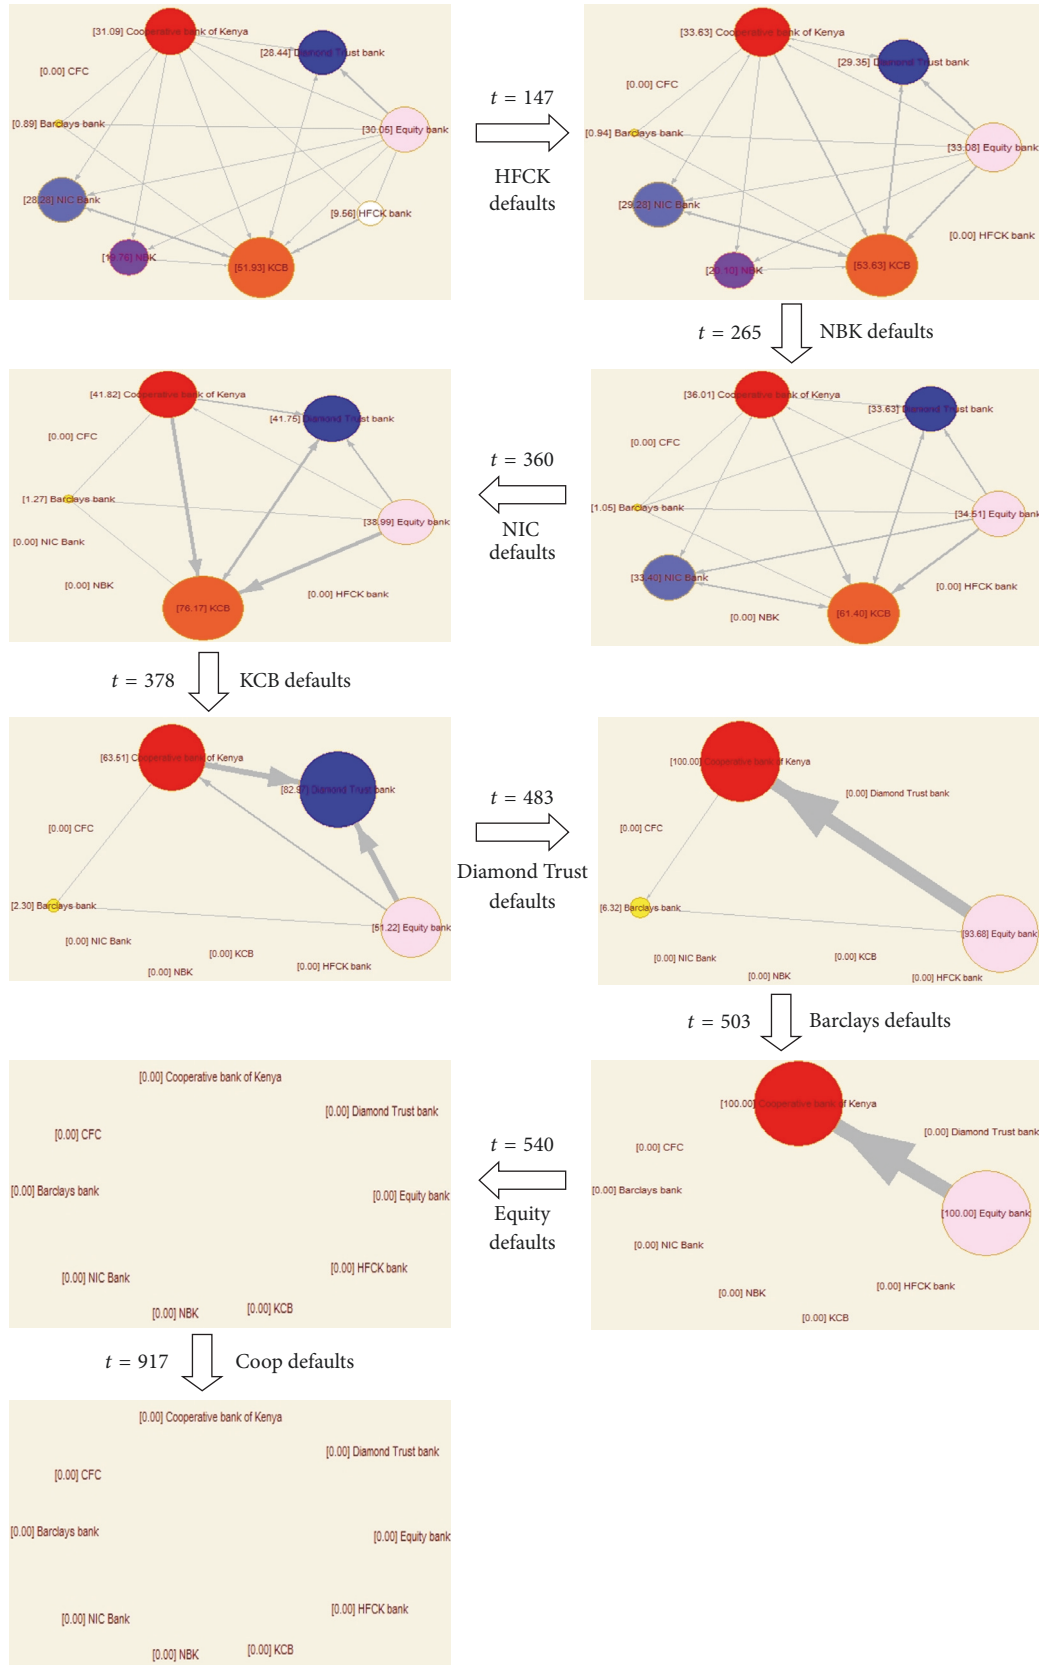 [31.09] Cooperative bank of Kenya
[28.44] Diamond Trust bank
[0.00] CFC
[0.89] Barclays bank
[30.05] Equity bank
[28.28] NIC Bank
[9.56] HFCK bank
[19.76] NBK
[51.93] KCB
t = 147
HFCK
defaults
[33.63] Cooperative bank of Kenya
[29.35] Diamond Trust bank
[0.00] CFC
[0.94] Barclays bank
[33.08] Equity bank
[29.28] NIC Bank
[0.00] HFCK bank
[20.10] NBK
[53.63] KCB
t = 265
NBK defaults
[36.01] Cooperative bank of Kenya
[33.63] Diamond Trust bank
[0.00] CFC
[1.05] Barclays bank
[34.51] Equity bank
[33.40] NIC Bank
[0.00] HFCK bank
[0.00] NBK
[61.40] KCB
t = 360
NIC
defaults
[41.82] Cooperative bank of Kenya
[41.75] Diamond Trust bank
[0.00] CFC
[1.27] Barclays bank
[38.99] Equity bank
[0.00] NIC Bank
[0.00] NBK
[0.00] HFCK bank
[76.17] KCB
t = 378
KCB defaults
[63.51] Cooperative bank of Kenya
[82.97] Diamond Trust bank
[0.00] CFC
[2.30] Barclays bank
[51.22] Equity bank
[0.00] NIC Bank
[0.00] KCB
[0.00] HFCK bank
[0.00] NBK
t = 483
Diamond Trust
defaults
[100.00] Cooperative bank of Kenya
[0.00] Diamond Trust bank
[0.00] CFC
[6.32] Barclays bank
[93.68] Equity bank
[0.00] NIC Bank
[0.00] KCB
[0.00] NBK
[0.00] HFCK bank
t = 503
Barclays defaults
[100.00] Cooperative bank of Kenya
[0.00] Diamond Trust bank
[0.00] CFC
[0.00] Barclays bank
[100.00] Equity bank
[0.00] NIC Bank
[0.00] HFCK bank
[0.00] NBK
[0.00] KCB
t = 540
Equity
defaults
[0.00] Cooperative bank of Kenya
[0.00] Diamond Trust bank
[0.00] CFC
[0.00] Barclays bank
[0.00] Equity bank
[0.00] HFCK bank
[0.00] NIC Bank
[0.00] NBK
[0.00] KCB
t = 917
Coop defaults
[0.00] Cooperative bank of Kenya
[0.00] Diamond Trust bank
[0.00] CFC
[0.00] Barclays bank
[0.00] Equity bank
[0.00] HFCK bank
[0.00] NIC Bank
[0.00] NBK
[0.00] KCB